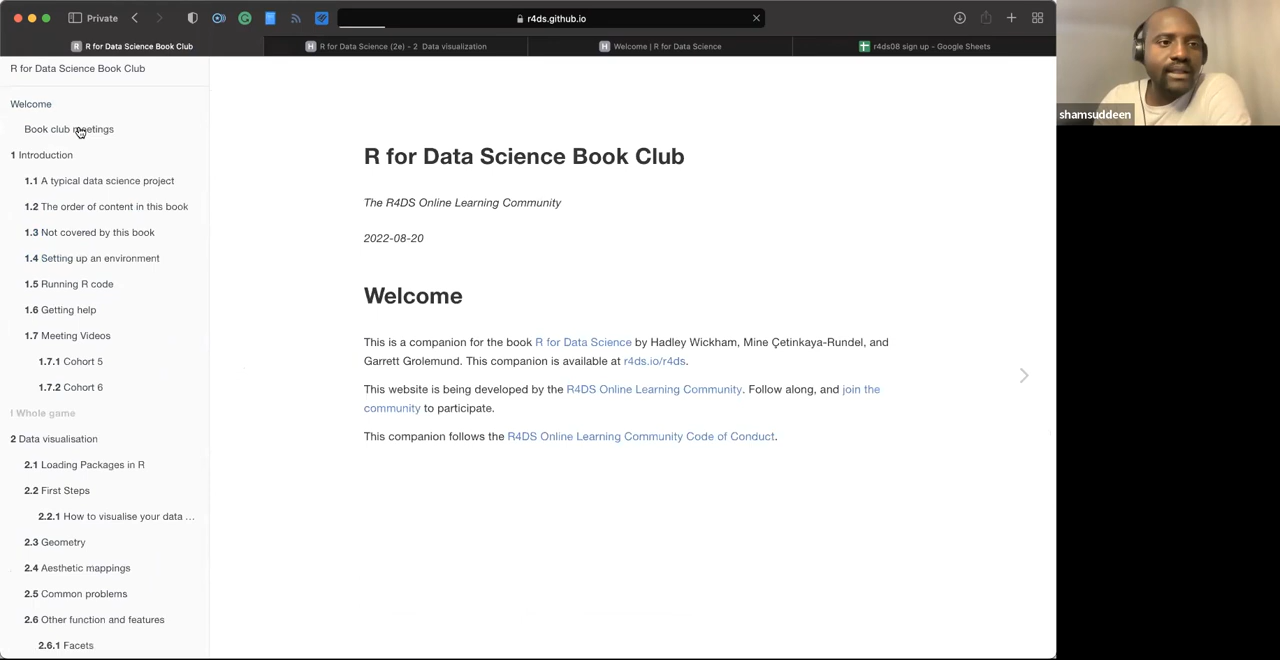 Private
r4ds.github.io
R for Data Science Book Club
R for Data Science (2e) - 2 Data visualization
Welcome | R for Data Science
r4ds08 sign up - Google Sheets
R for Data Science Book Club
Welcome
Book club meetings
1 Introduction
1.1 A typical data science project
1.2 The order of content in this book
1.3 Not covered by this book
1.4 Setting up an environment
1.5 Running R code
1.6 Getting help
1.7 Meeting Videos
1.7.1 Cohort 5
1.7.2 Cohort 6
I Whole game
2 Data visualisation
2.1 Loading Packages in R
2.2 First Steps
2.2.1 How to visualise your data ...
2.3 Geometry
2.4 Aesthetic mappings
2.5 Common problems
2.6 Other function and features
2.6.1 Facets
R for Data Science Book Club
The R4DS Online Learning Community
2022-08-20
Welcome
This is a companion for the book R for Data Science by Hadley Wickham, Mine Çetinkaya-Rundel, and
Garrett Grolemund. This companion is available at r4ds.io/r4ds.
This website is being developed by the R4DS Online Learning Community. Follow along, and join the
community to participate.
This companion follows the R4DS Online Learning Community Code of Conduct.
shamsuddeen